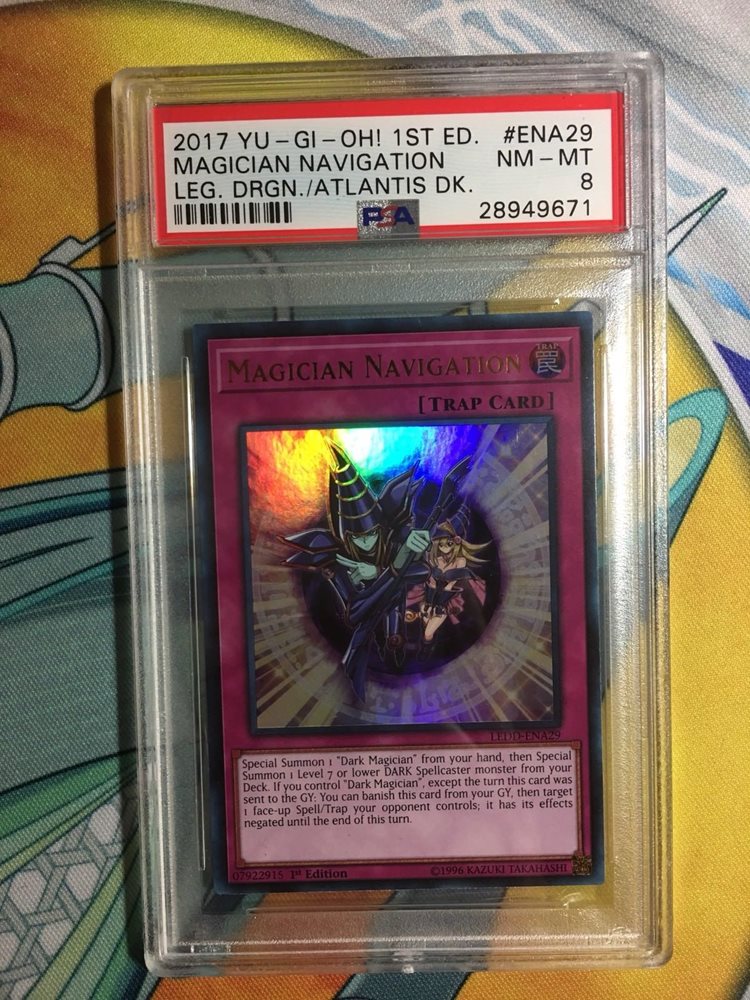 2017 YU-GI-OH! 1ST ED. #ENA29
MAGICIAN NAVIGATION NM-MT
LEG. DRGN./ATLANTIS DK. 8
PSA 28949671
MAGICIAN NAVIGATION
TRAP
罠
[TRAP CARD]
LEDD-ENA29
Special Summon 1 "Dark Magician" from your hand, then Special
Summon 1 Level 7 or lower DARK Spellcaster monster from your
Deck. If you control "Dark Magician", except the turn this card was
sent to the GY: You can banish this card from your GY, then target
1 face-up Spell/Trap your opponent controls; it has its effects
negated until the end of this turn.
07922915 1st Edition ©1996 KAZUKI TAKAHASHI